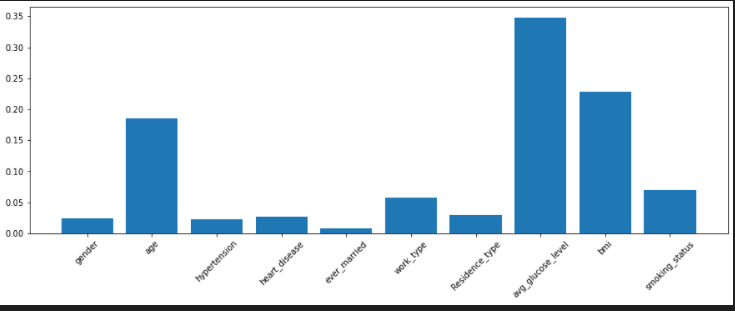 0.35
0.30
0.25
0.20
0.15
0.10
0.05
0.00
gender
age
hypertension
heart_disease
ever_married
work_type
Residence_type
avg_glucose_level
bmi
smoking_status